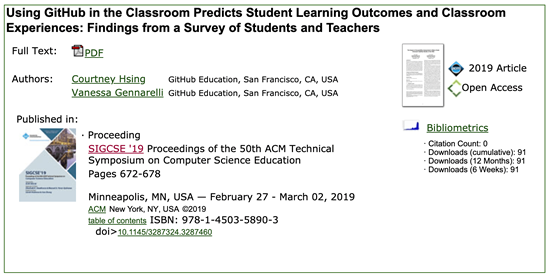 Using GitHub in the Classroom Predicts Student Learning Outcomes and Classroom
Experiences: Findings from a Survey of Students and Teachers
Full Text: PDF
Authors: Courtney Hsing GitHub Education, San Francisco, CA, USA
Vanessa Gennarelli GitHub Education, San Francisco, CA, USA
2019 Article
Open Access
Published in:
SIGCSE'19
· Proceeding
SIGCSE '19 Proceedings of the 50th ACM Technical
Symposium on Computer Science Education
Pages 672-678
Minneapolis, MN, USA — February 27 - March 02, 2019
ACM New York, NY, USA ©2019
table of contents ISBN: 978-1-4503-5890-3
doi>10.1145/3287324.3287460
Bibliometrics
· Citation Count: 0
· Downloads (cumulative): 91
· Downloads (12 Months): 91
· Downloads (6 Weeks): 91